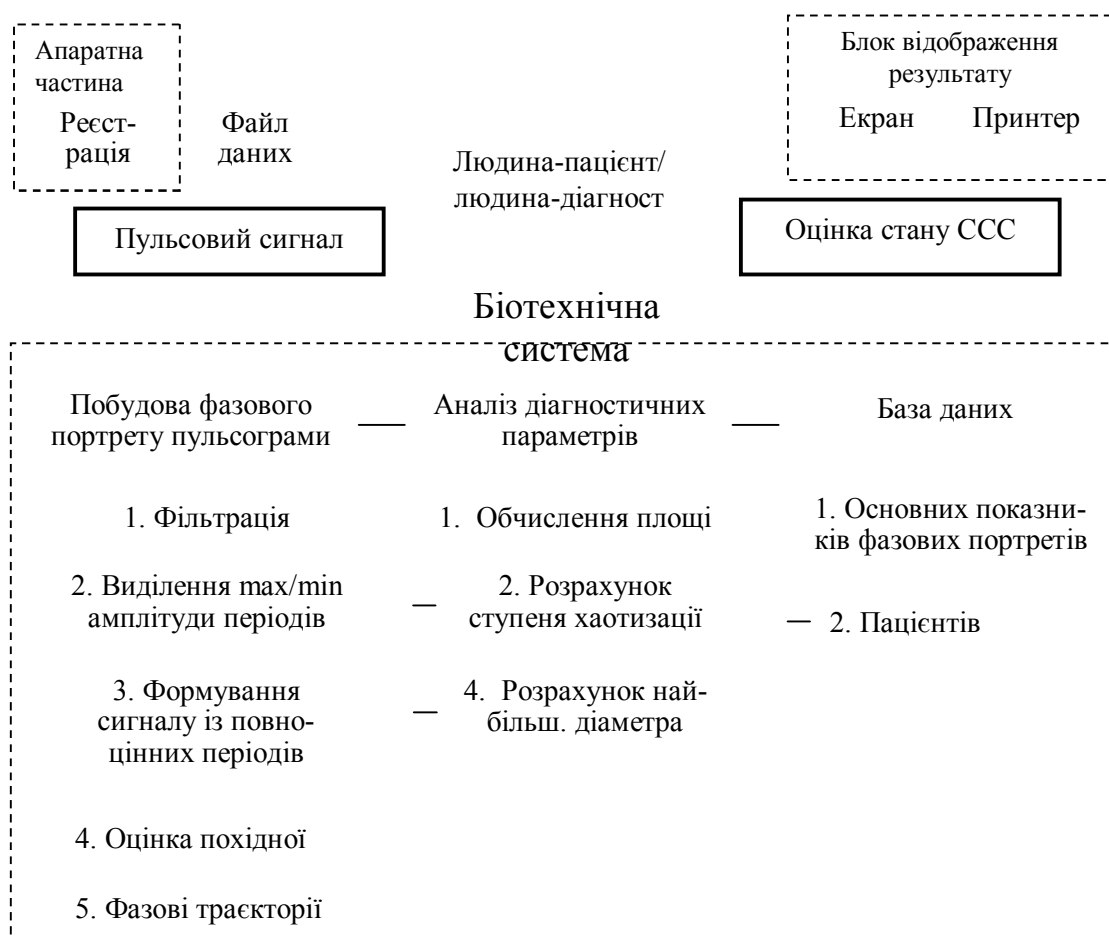 Апаратна
частина
Реєст-
рація
Файл
даних
Людина-пацієнт/
людина-діагност
Блок відображення
результату
Екран
Принтер
Пульсовий сигнал
Оцінка стану ССС
Біотехнічна
система
Побудова фазового
портрету пульсограми
Аналіз діагностичних
параметрів
База даних
1. Фільтрація
2. Виділення max/min
амплітуди періодів
3. Формування
сигналу із повно-
цінних періодів
4. Оцінка похідної
5. Фазові траєкторії
1. Обчислення площі
2. Розрахунок
ступеня хаотизації
4. Розрахунок най-
більш. діаметра
1. Основних показни-
ків фазових портретів
2. Пацієнтів